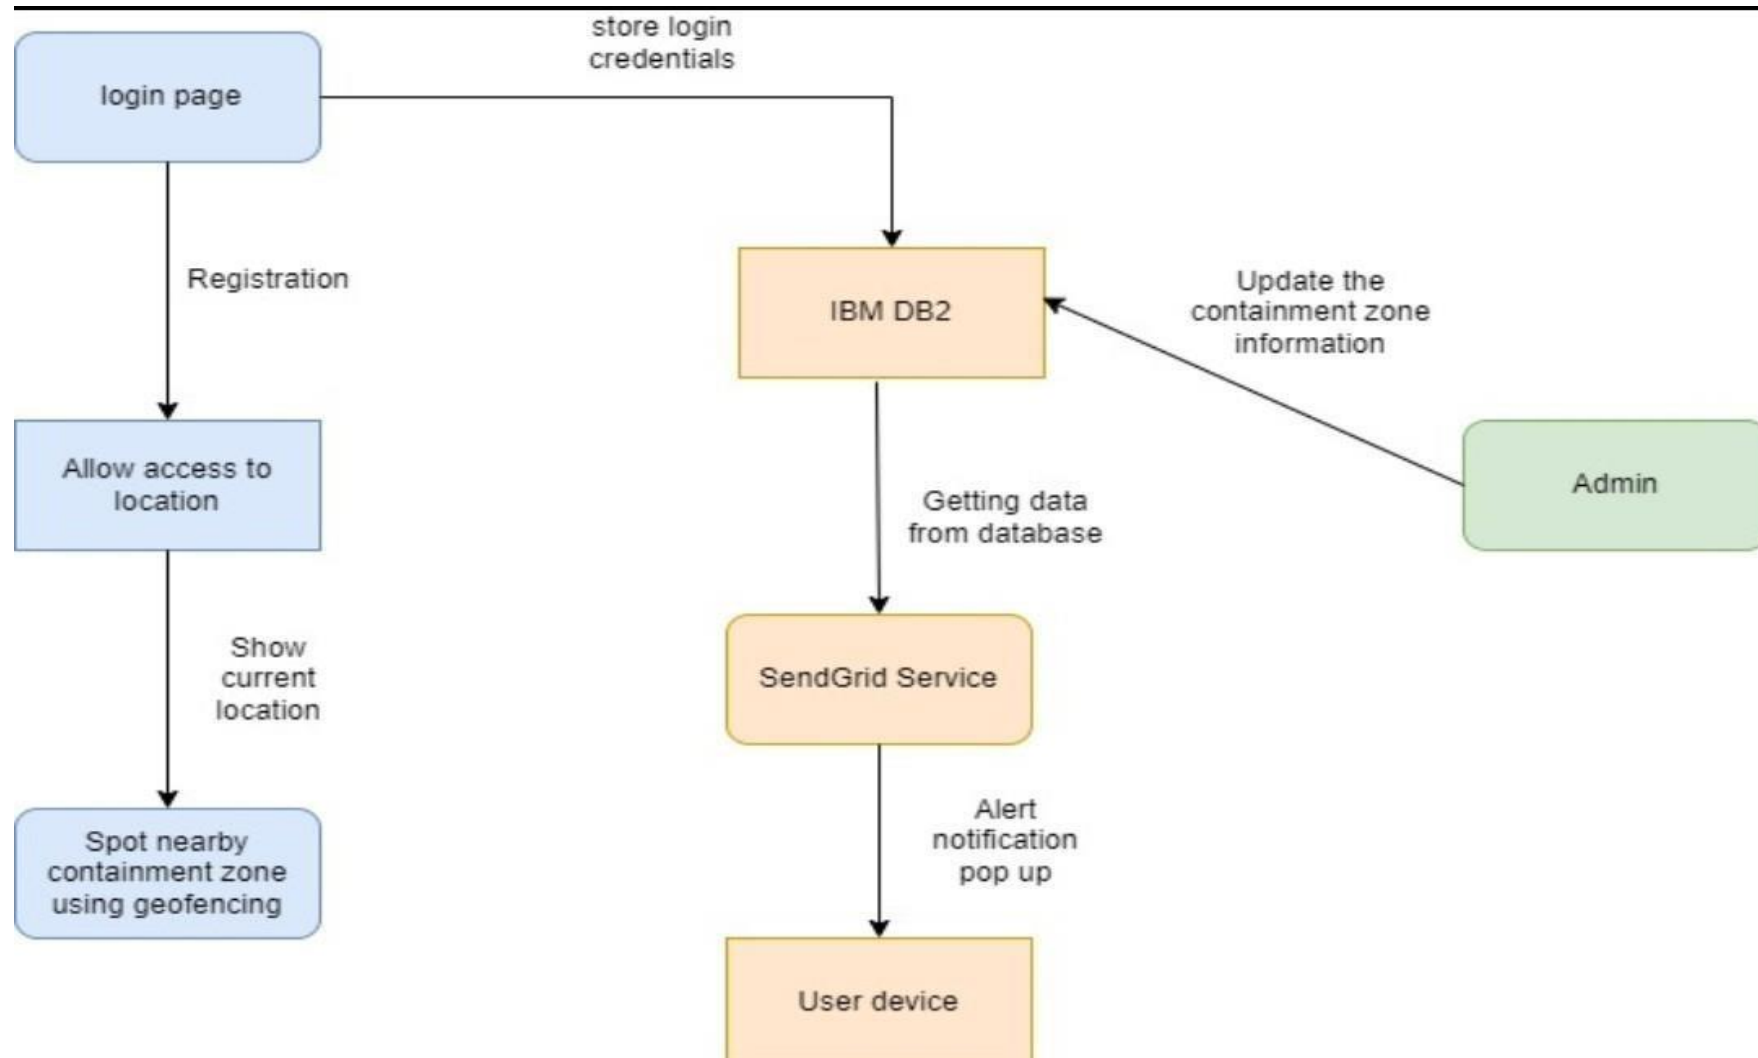 store login
credentials
login page
Registration
IBM DB2
Update the
containment zone
information
Allow access to
location
Getting data
from database
Admin
Show
current
location
SendGrid Service
Spot nearby
containment zone
using geofencing
Alert
notification
pop up
User device